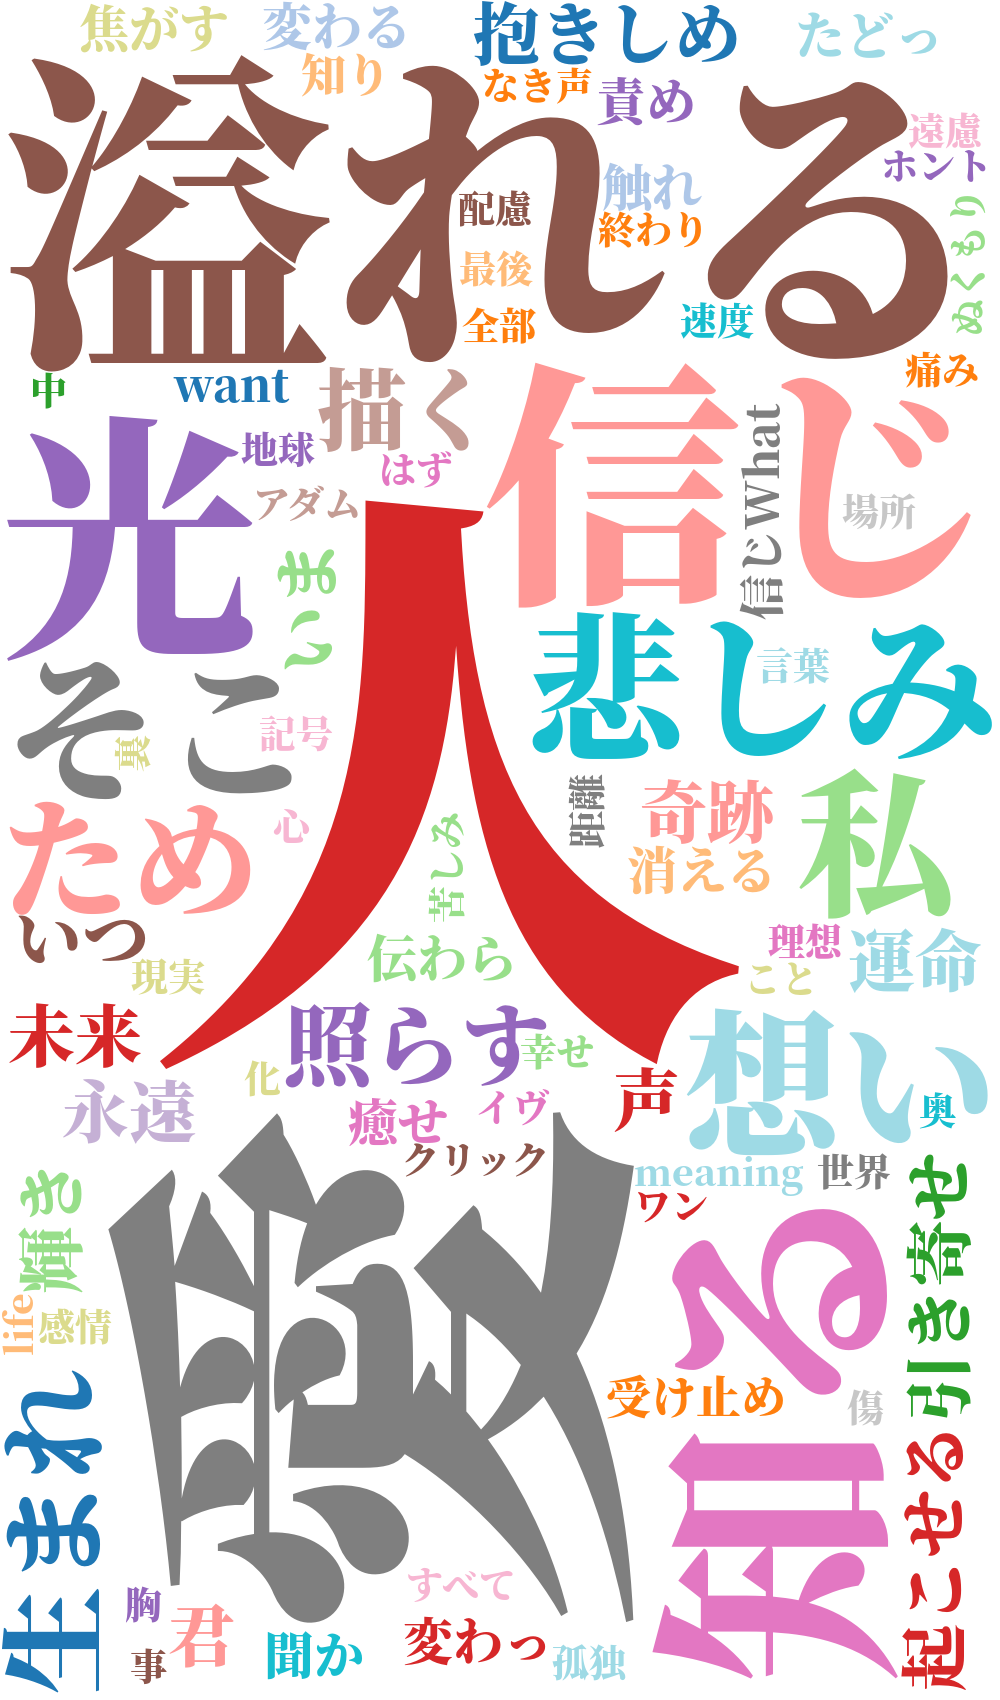 焦がす
変わる
抱きしめ
たどっ
知り
なき声
責め
溢れる
遠慮
ホント
触れ
配慮
終わり
ぬくもり
最後
全部
速度
痛み
中
want
描く
信じ
光
地球
はず
信じWhat
アダム
場所
人
いま
悲しみ
言葉
そこ
記号
裏
距離
奇跡
私
ため
心
苦しみ
消える
いつ
伝わら
理想
運命
現実
こと
未来
照らす
想い
幸せ
化
声
永遠
癒せ
イヴ
奥
涙
クリック
meaning
世界
輝き
ワン
知る
引き寄せ
life
感情
生まれ
受け止め
傷
起こせる
胸
すべて
君
変わっ
聞か
事
孤独